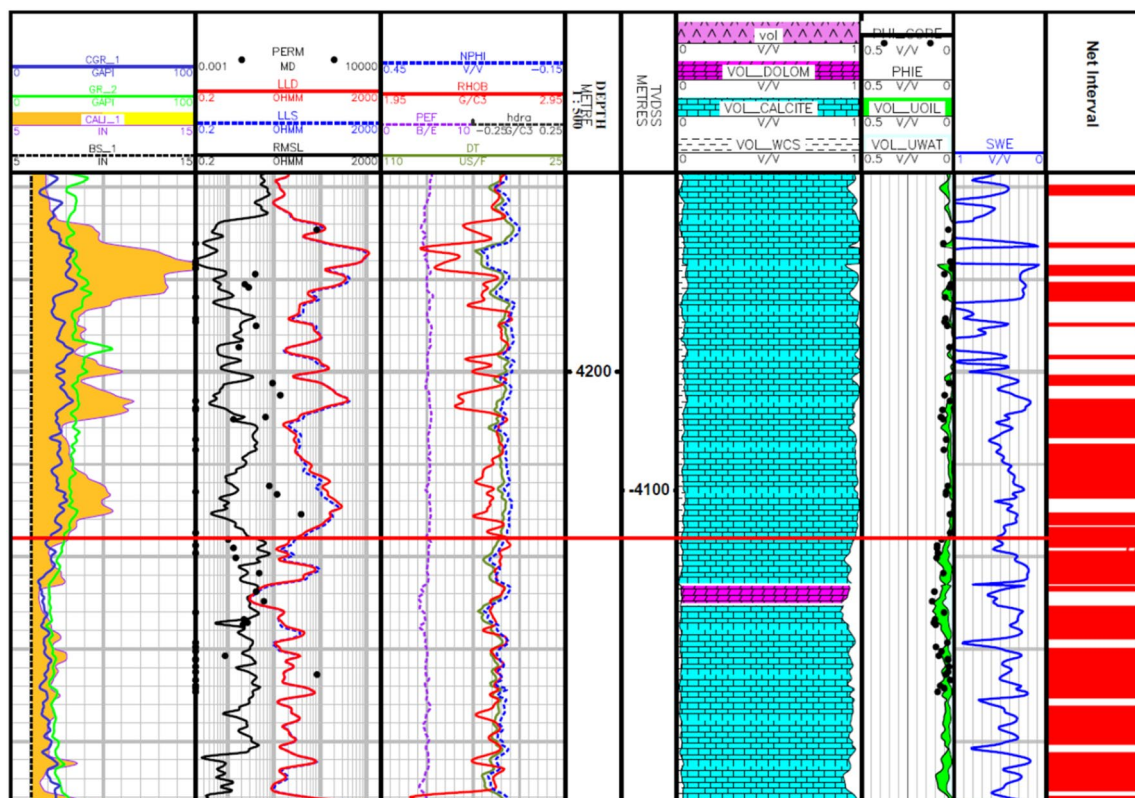 CGR_1
0 GAPI 100
GR_2
0 GAPI 100
CALI_1
5 IN 15
BS_1
5 IN 15
PERM
0.001 MD 10000
LLD
0.2 OHMM 2000
LLS
0.2 OHMM 2000
RMSL
0.2 OHMM 2000
NPHI
0.45 V/V -0.15
RHOB
1.95 G/C3 2.95
PEF hdra
0 B/E 10 -0.25G/C3 0.25
DT
110 US/F 25
DEPTH
METRE
1:500
TVDSS
METRES
vol
0 V/V 1
VOL_DOLOM
0 V/V 1
VOL_CALCITE
0 V/V 1
VOL_WCS
0 V/V 1
PHI_CORE
0.5 V/V 0
PHIE
0.5 V/V 0
VOL_UOIL
0.5 V/V 0
VOL_UWAT
0.5 V/V 0
SWE
1 V/V 0
Net Interval
4200
-4100